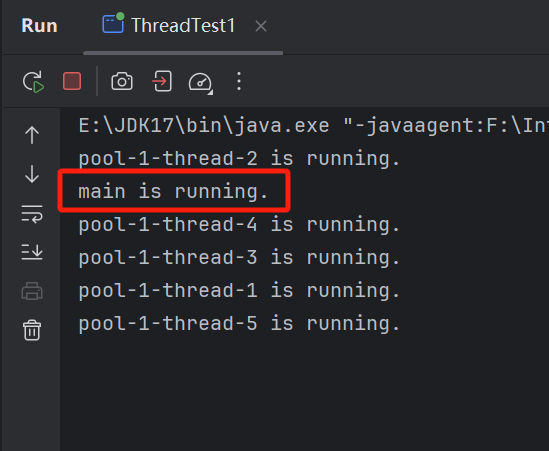 Run
ThreadTest1
E:\JDK17\bin\java.exe "-javaagent:F:\In
pool-1-thread-2 is running.
main is running.
pool-1-thread-4 is running.
pool-1-thread-3 is running.
pool-1-thread-1 is running.
pool-1-thread-5 is running.